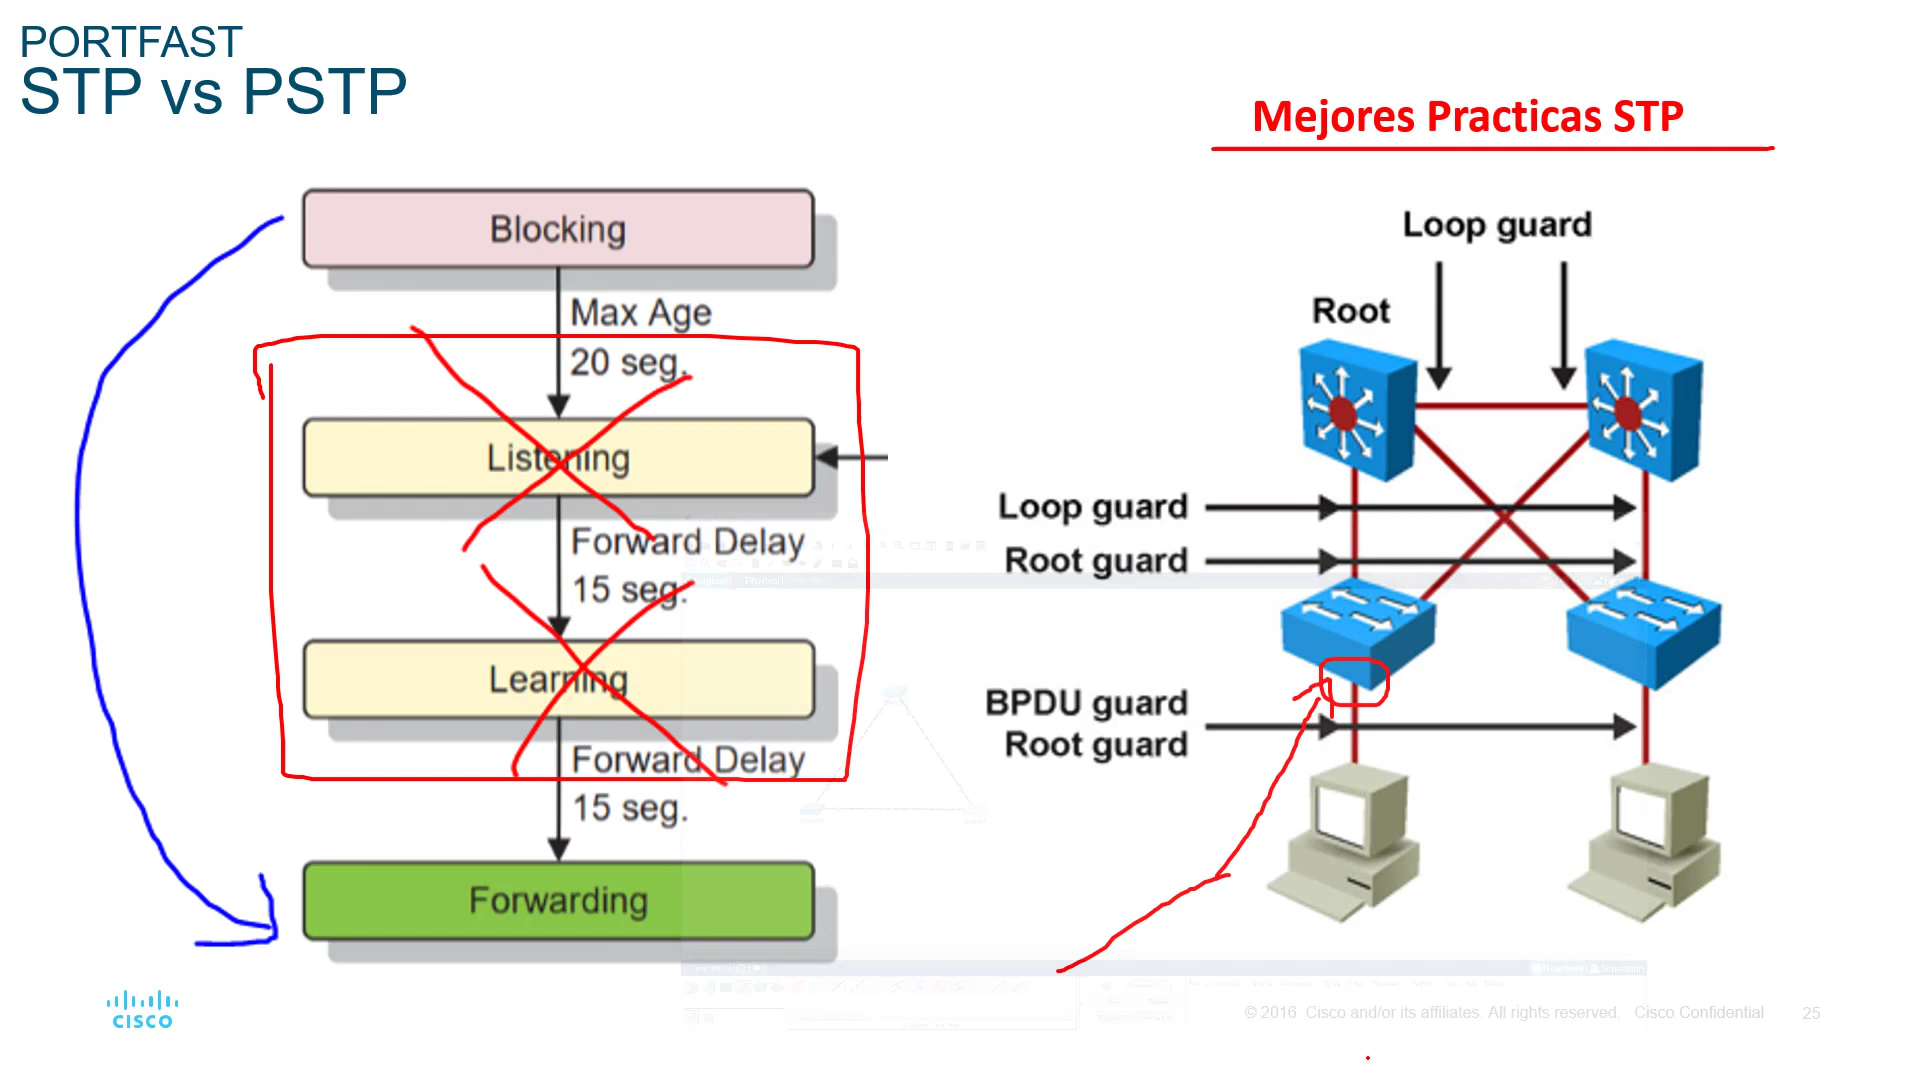 PORTFAST
STP vs PSTP
Mejores Practicas STP
Blocking
Max Age
20 seg.
Listening
Forward Delay
15 seg.
Learning
Forward Delay
15 seg.
Forwarding
Loop guard
Root
Loop guard
Root guard
BPDU guard
Root guard
CISCO
© 2016 Cisco and/or its affiliates. All rights reserved. Cisco Confidential
25